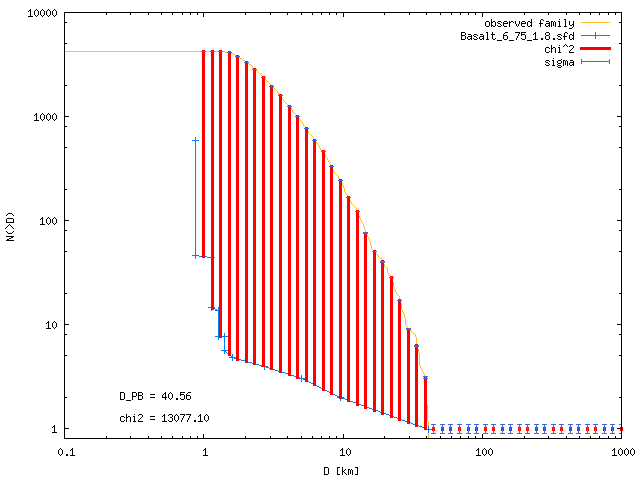 10000
1000
100
10
1
N(>D)
observed family
Basalt_6_75_1.8.sfd
chi^2
sigma
D_PB = 40.56
chi2 = 13077.10
0.1 1 10 100 1000
D [km]